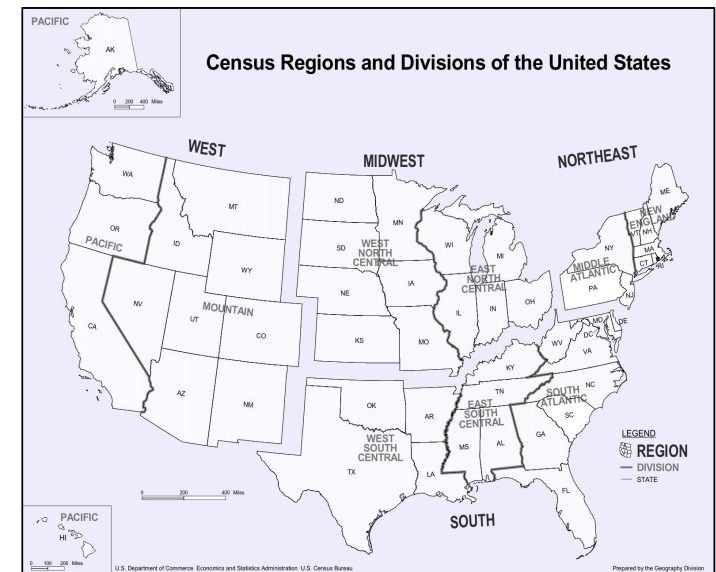 PACIFIC
AK
0 200 400 Miles
Census Regions and Divisions of the United States
WEST
MIDWEST
NORTHEAST
WA
MT
ND
MN
ME
NEW
ENGLAND
VT NH
OR
PACIFIC
ID
SD
WEST
NORTH
CENTRAL
WI
MI
NY
MA
CT
RI
WY
EAST
NORTH
CENTRAL
MIDDLE
ATLANTIC
PA
NJ
NV
MOUNTAIN
UT
CO
NE
IA
IL
IN
OH
CA
KS
MO
KY
WV
MD
DE
DC
VA
AZ
NM
OK
AR
TN
EAST
SOUTH
CENTRAL
SOUTH
ATLANTIC
NC
SC
WEST
SOUTH
CENTRAL
TX
LA
MS
AL
GA
FL
SOUTH
LEGEND
REGION
DIVISION
STATE
0 200 400 Miles
PACIFIC
HI
0 100 200 Miles
U.S. Department of Commerce Economics and Statistics Administration U.S. Census Bureau
Prepared by the Geography Division